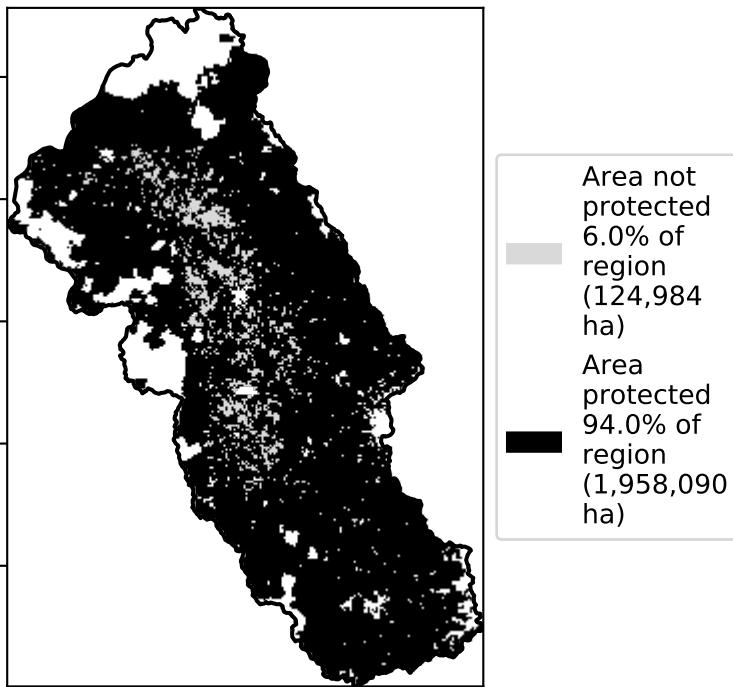 Area not
protected
6.0% of
region
(124,984
ha)
Area
protected
94.0% of
region
(1,958,090
ha)